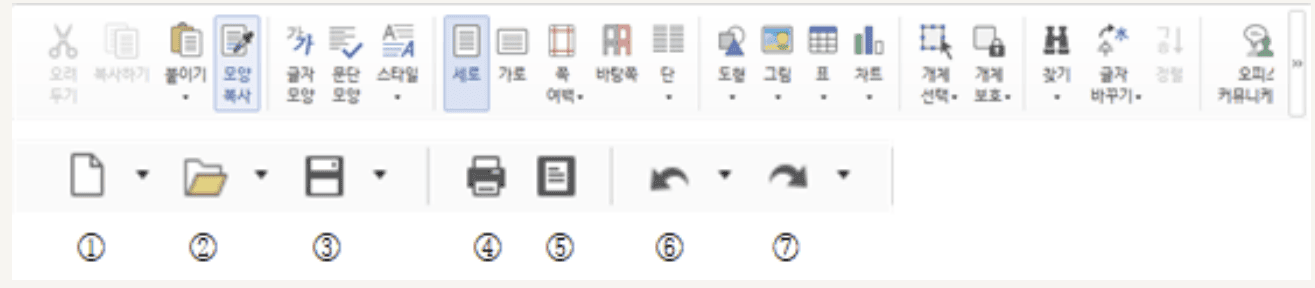 오려 복사하기 붙이기 모양 글자 문단 스타일 세로 가로 쪽 바탕쪽 단 도형 그림 표 차트 개체 개체 찾기 글자 정렬 오피스
두기 복사 모양 모양 여백 선택 보호 바꾸기 커뮤니케
① ② ③ ④ ⑤ ⑥ ⑦